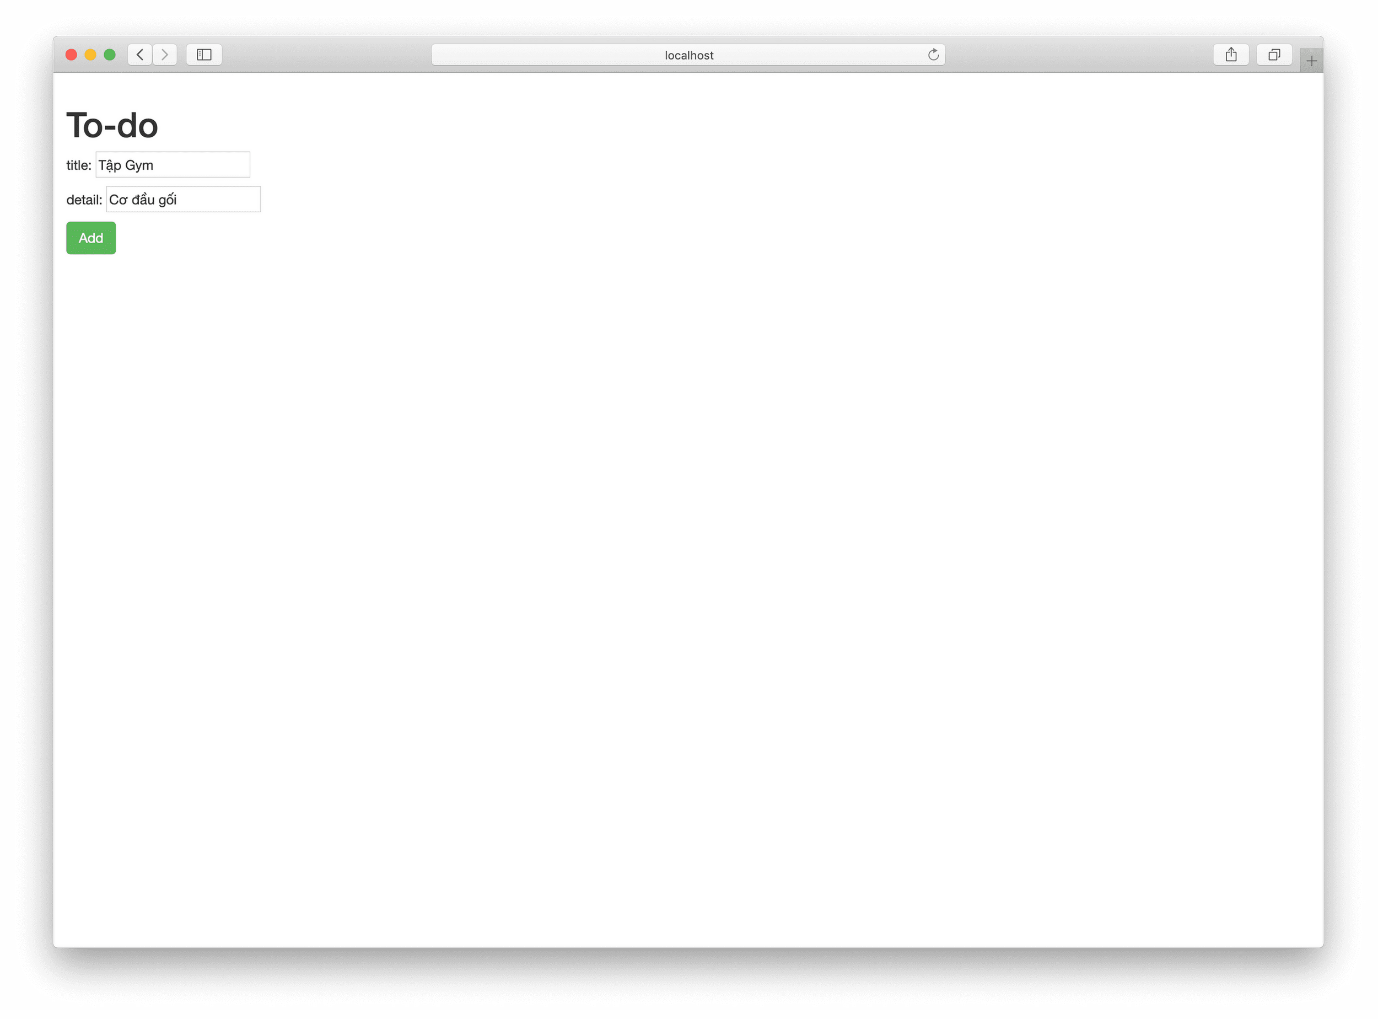 localhost
To-do
title: Tập Gym
detail: Cơ đầu gối
Add